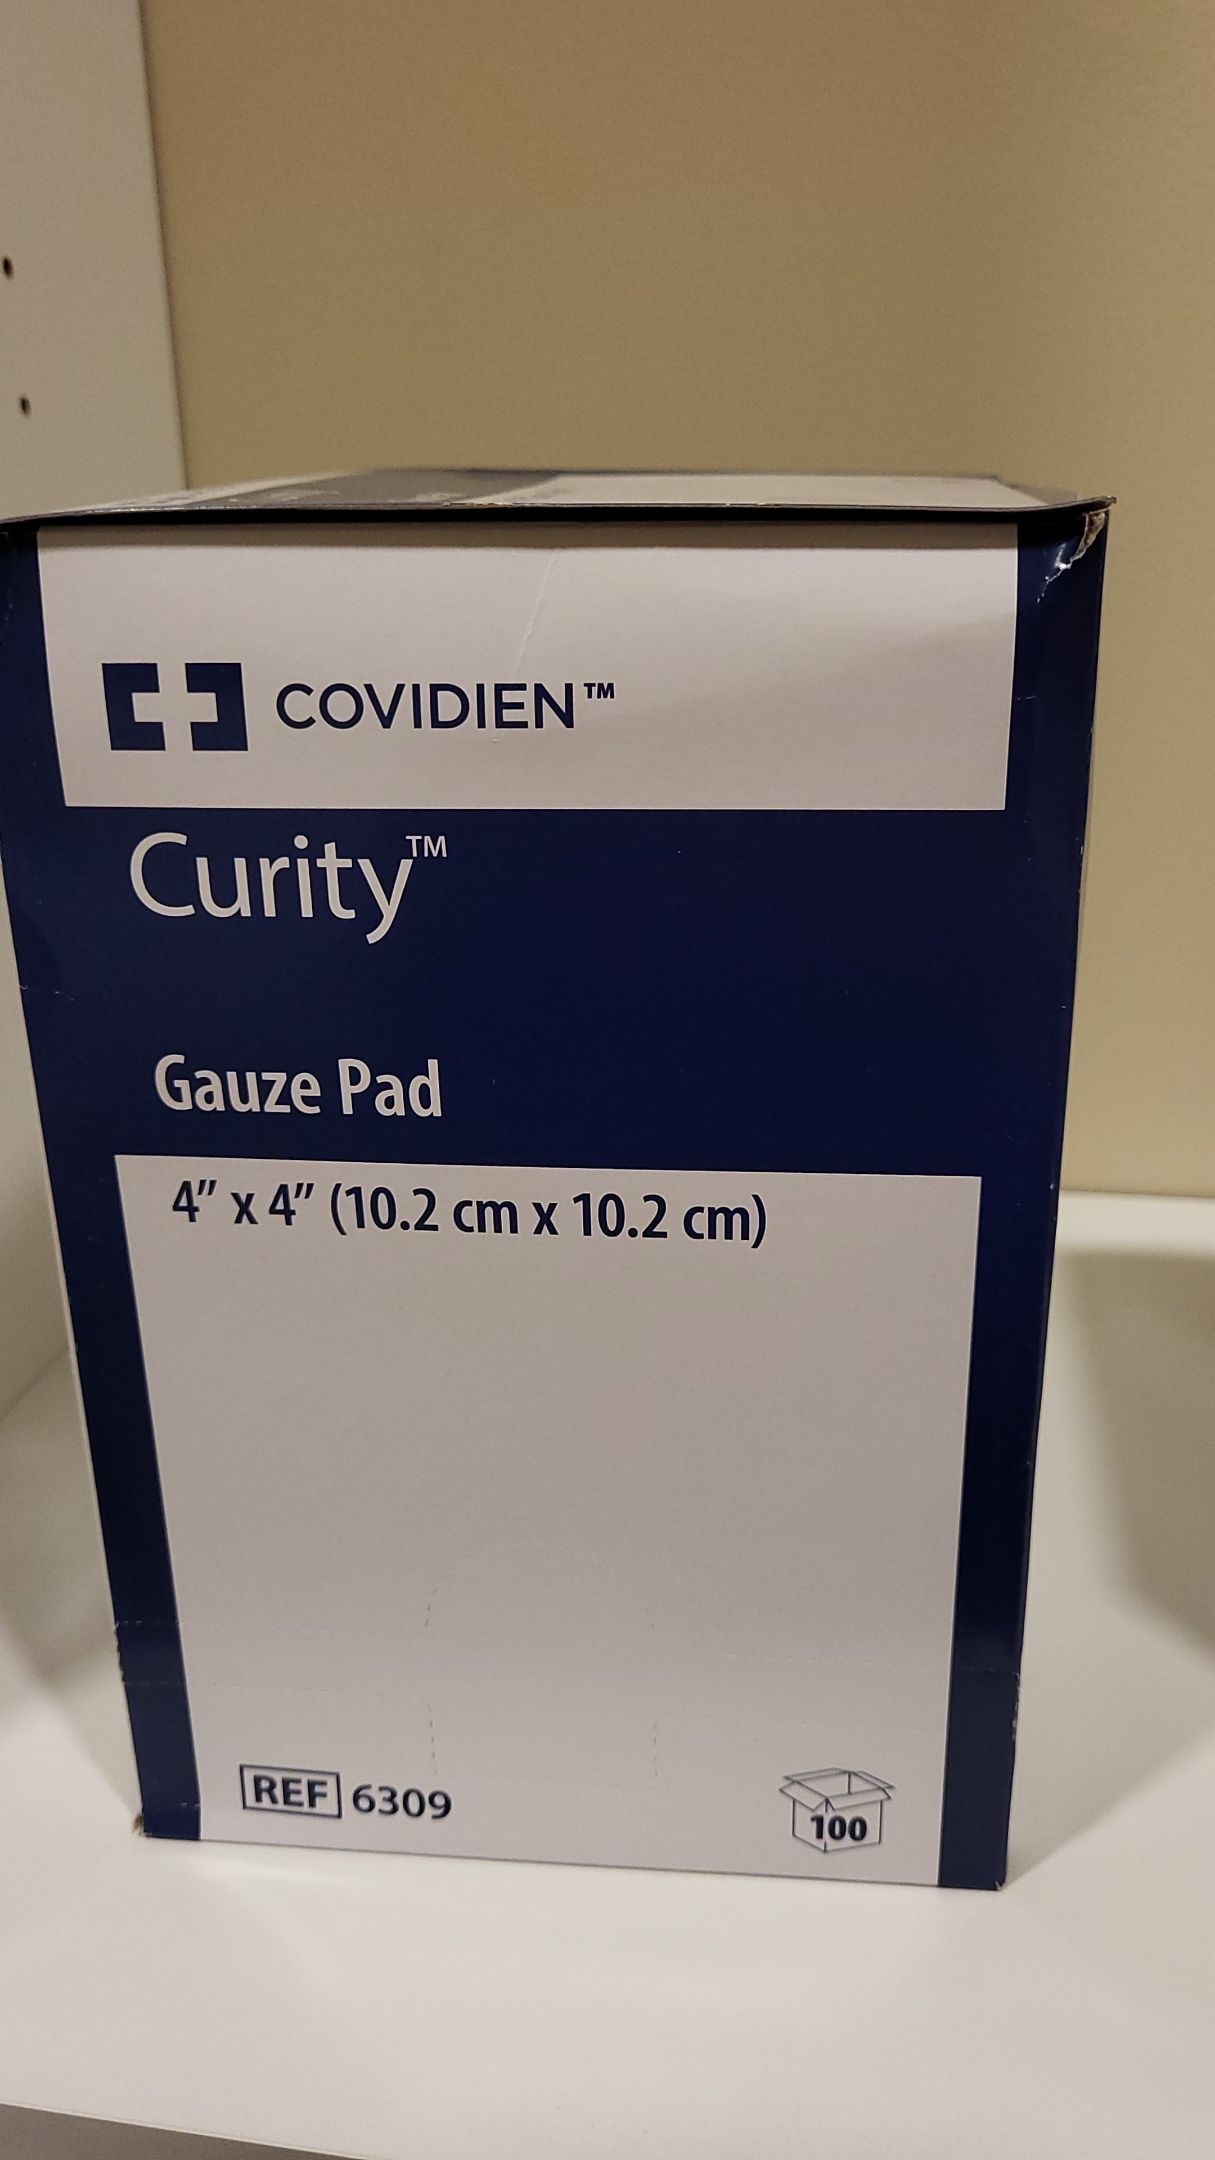 COVIDIEN™
Curity™
Gauze Pad
4" x 4" (10.2 cm x 10.2 cm)
REF 6309
100